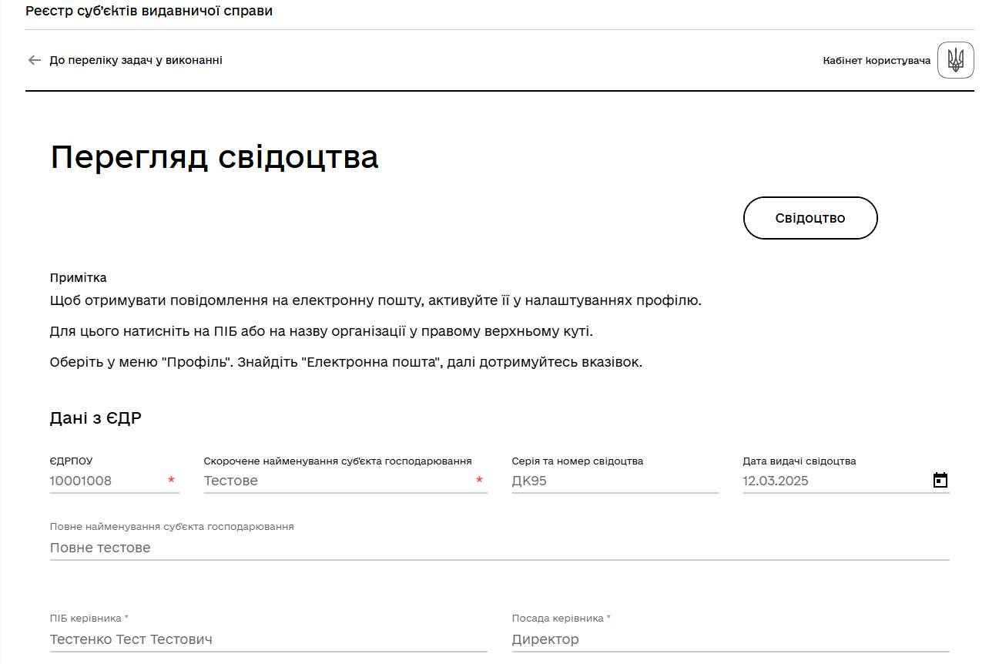 Реєстр суб’єктів видавничої справи
До переліку задач у виконанні
Кабінет користувача
Перегляд свідоцтва
Свідоцтво
Примітка
Щоб отримувати повідомлення на електронну пошту, активуйте її у налаштуваннях профілю.
Для цього натисніть на ПІБ або на назву організації у правому верхньому куті.
Оберіть у меню "Профіль". Знайдіть "Електронна пошта", далі дотримуйтесь вказівок.
Дані з ЄДР
ЄДРПОУ
10001008 *
Скорочене найменування суб'єкта господарювання
Тестове *
Серія та номер свідоцтва
ДК95
Дата видачі свідоцтва
12.03.2025
Повне найменування суб'єкта господарювання
Повне тестове
ПІБ керівника *
Тестенко Тест Тестович
Посада керівника *
Директор